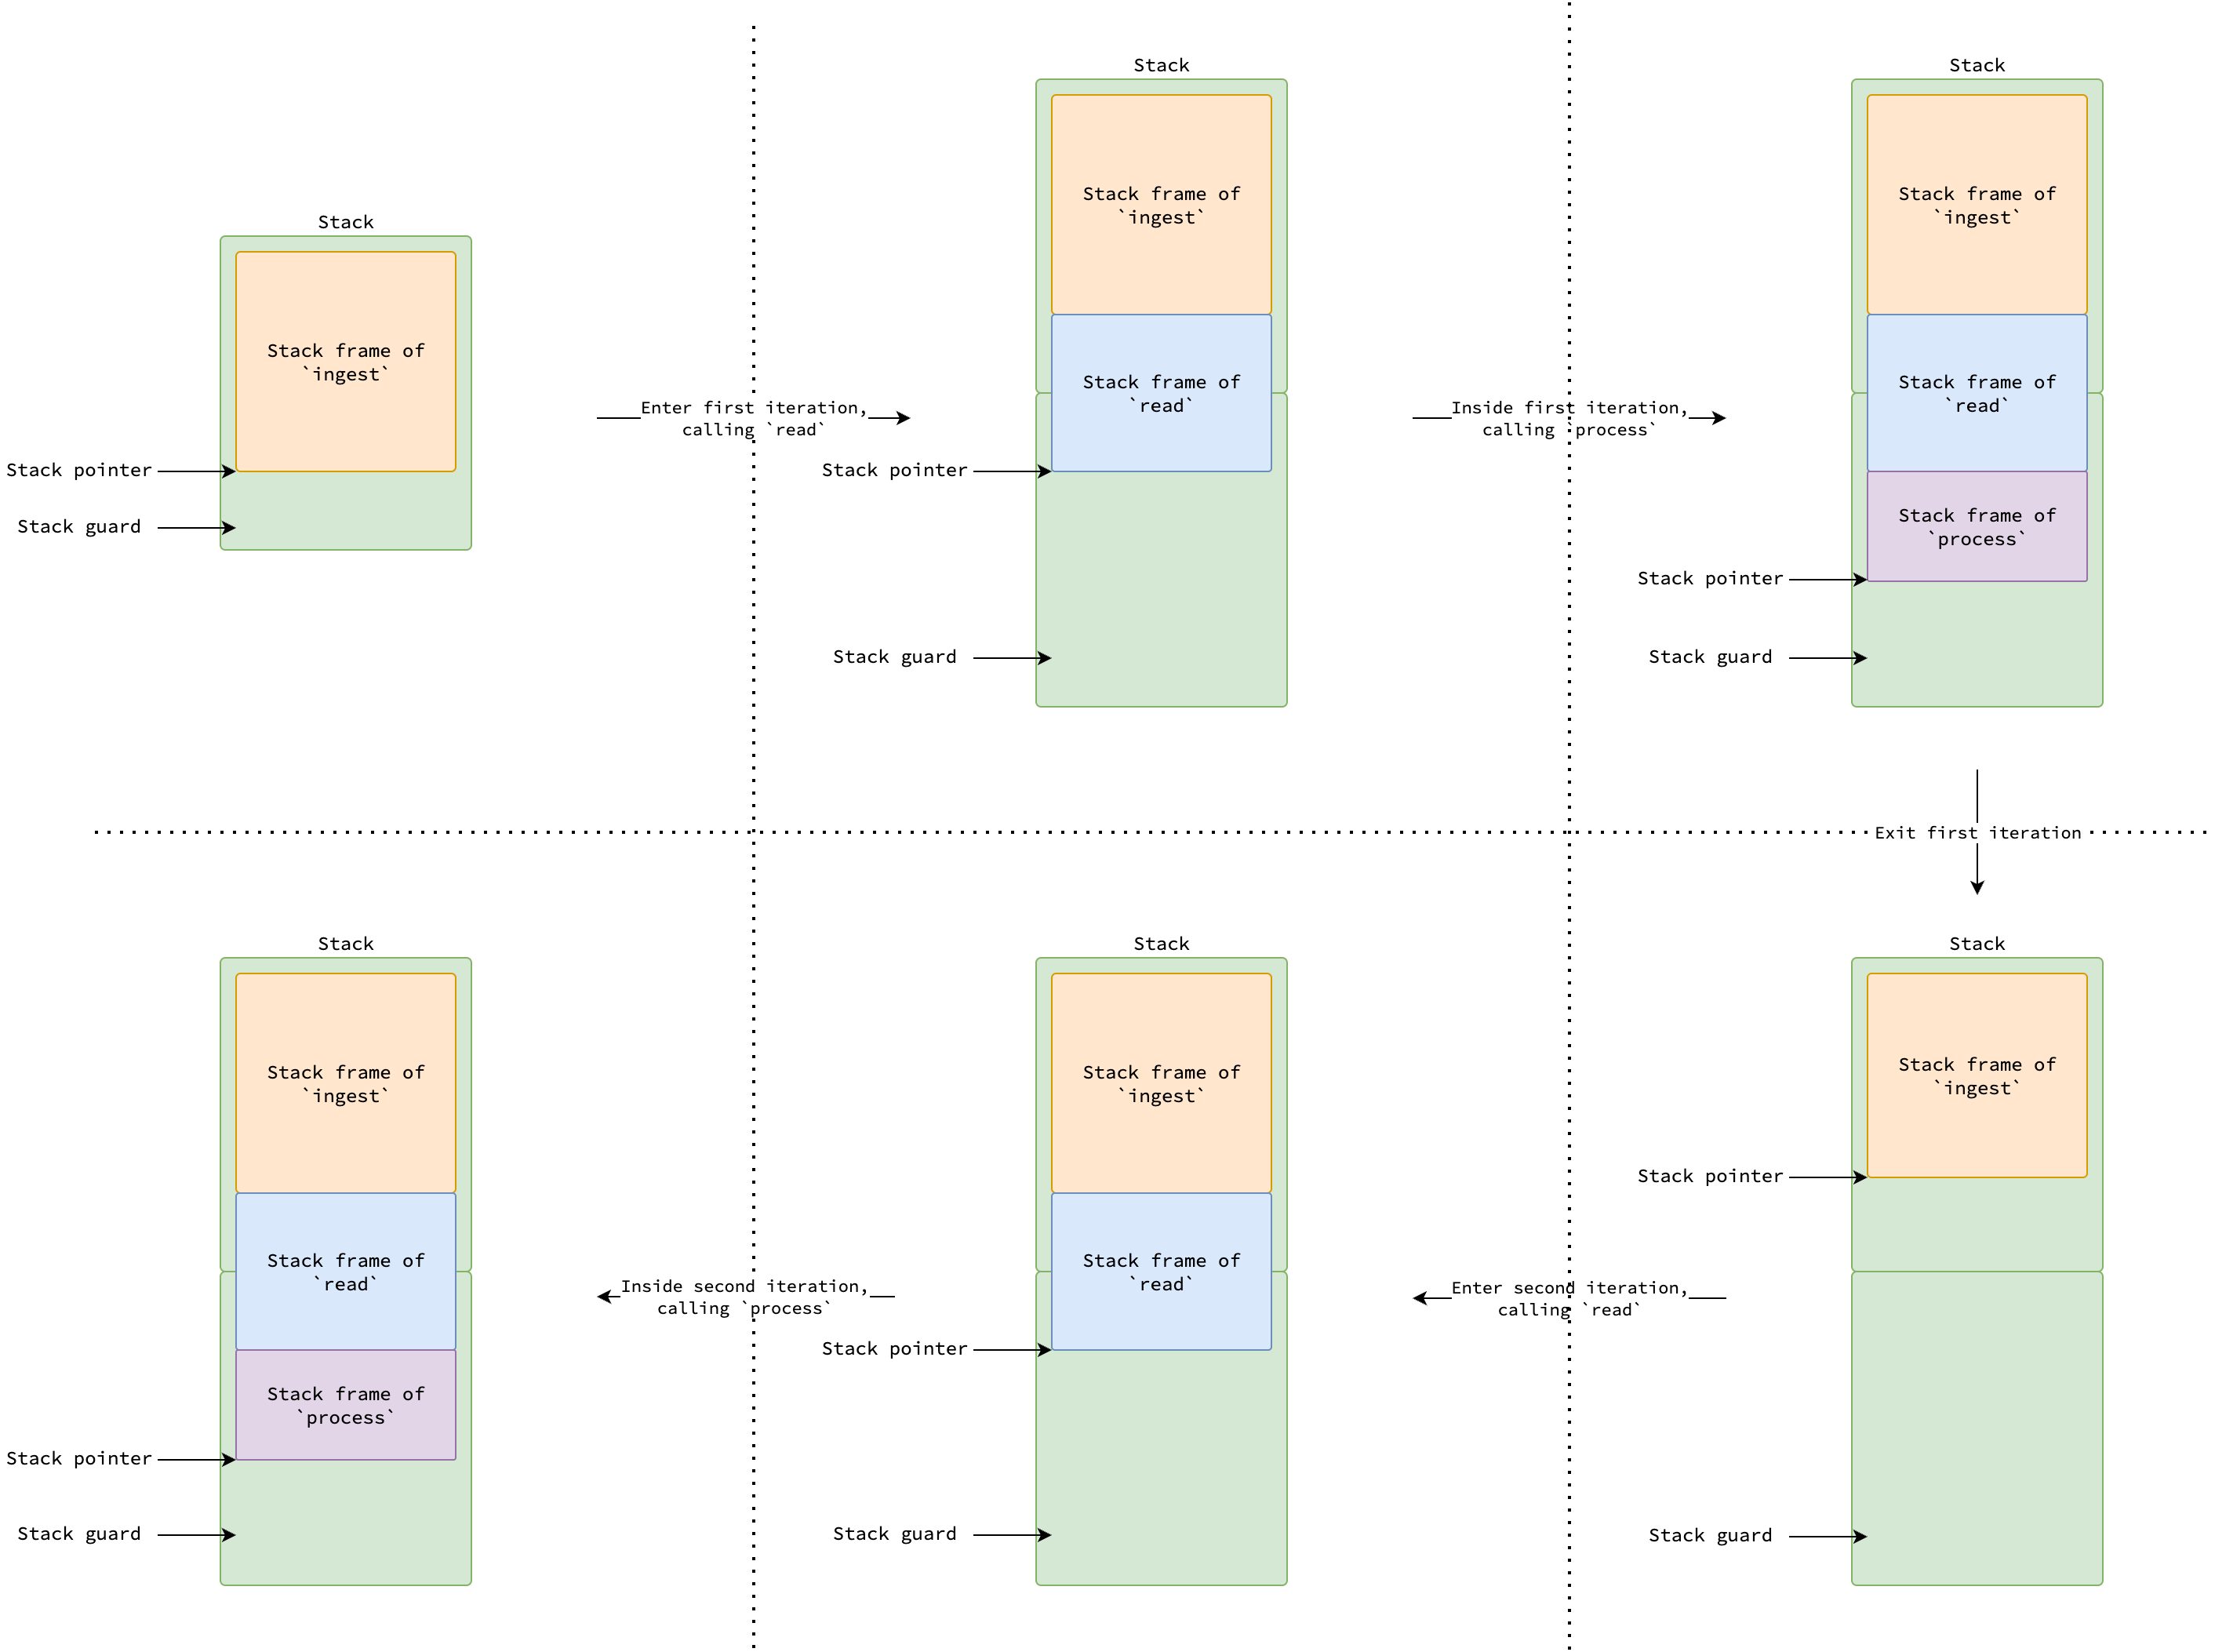 Stack
Stack frame of
`ingest`
Stack pointer
Stack guard
Enter first iteration,
calling `read`
Stack
Stack frame of
`ingest`
Stack frame of
`read`
Stack pointer
Stack guard
Inside first iteration,
calling `process`
Stack
Stack frame of
`ingest`
Stack frame of
`read`
Stack frame of
`process`
Stack pointer
Stack guard
Exit first iteration
Stack
Stack frame of
`ingest`
Stack pointer
Stack guard
Enter second iteration,
calling `read`
Stack
Stack frame of
`ingest`
Stack frame of
`read`
Stack pointer
Stack guard
Inside second iteration,
calling `process`
Stack
Stack frame of
`ingest`
Stack frame of
`read`
Stack frame of
`process`
Stack pointer
Stack guard